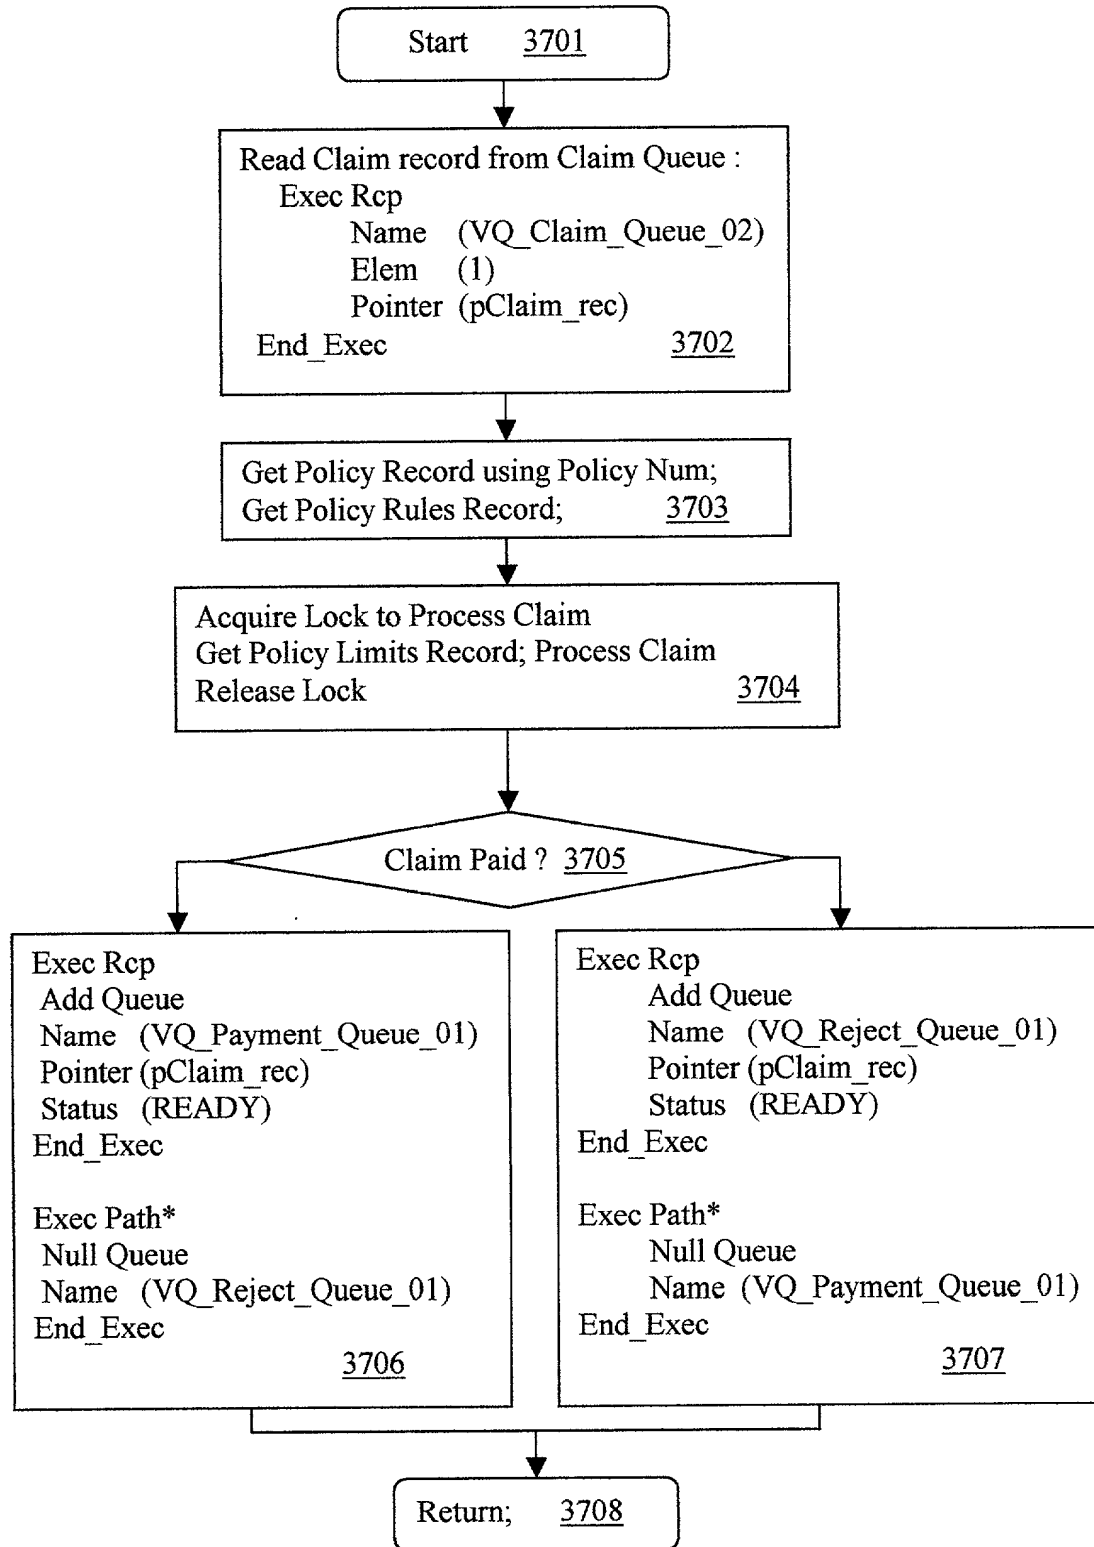 Start 3701
Read Claim record from Claim Queue :
Exec Rcp
Name (VQ_Claim_Queue_02)
Elem (1)
Pointer (pClaim_rec)
End_Exec 3702
Get Policy Record using Policy Num;
Get Policy Rules Record; 3703
Acquire Lock to Process Claim
Get Policy Limits Record; Process Claim
Release Lock 3704
Claim Paid ? 3705
Exec Rcp
Add Queue
Name (VQ_Payment_Queue_01)
Pointer (pClaim_rec)
Status (READY)
End_Exec
Exec Path*
Null Queue
Name (VQ_Reject_Queue_01)
End_Exec
3706
Exec Rcp
Add Queue
Name (VQ_Reject_Queue_01)
Pointer (pClaim_rec)
Status (READY)
End_Exec
Exec Path*
Null Queue
Name (VQ_Payment_Queue_01)
End_Exec
3707
Return; 3708